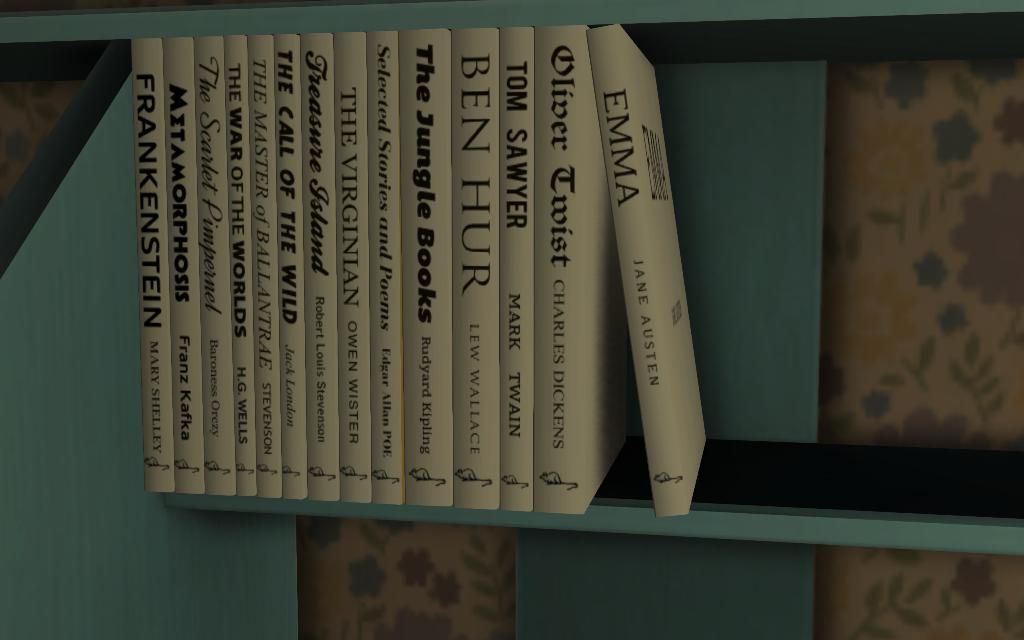 FRANKENSTEIN MARY SHELLEY
METAMORPHOSIS Franz Kafka
The Scarlet Pimpernel Baroness Orczy
THE WAR OF THE WORLDS H.G. WELLS
THE MASTER of BALLANTRAE STEVENSON
THE CALL OF THE WILD Jack London
Treasure Island Robert Louis Stevenson
THE VIRGINIAN OWEN WISTER
Selected Stories and Poems Edgar Allan POE
The Jungle Books Rudyard Kipling
BEN HUR LEW WALLACE
TOM SAWYER MARK TWAIN
Oliver Twist CHARLES DICKENS
EMMA JANE AUSTEN